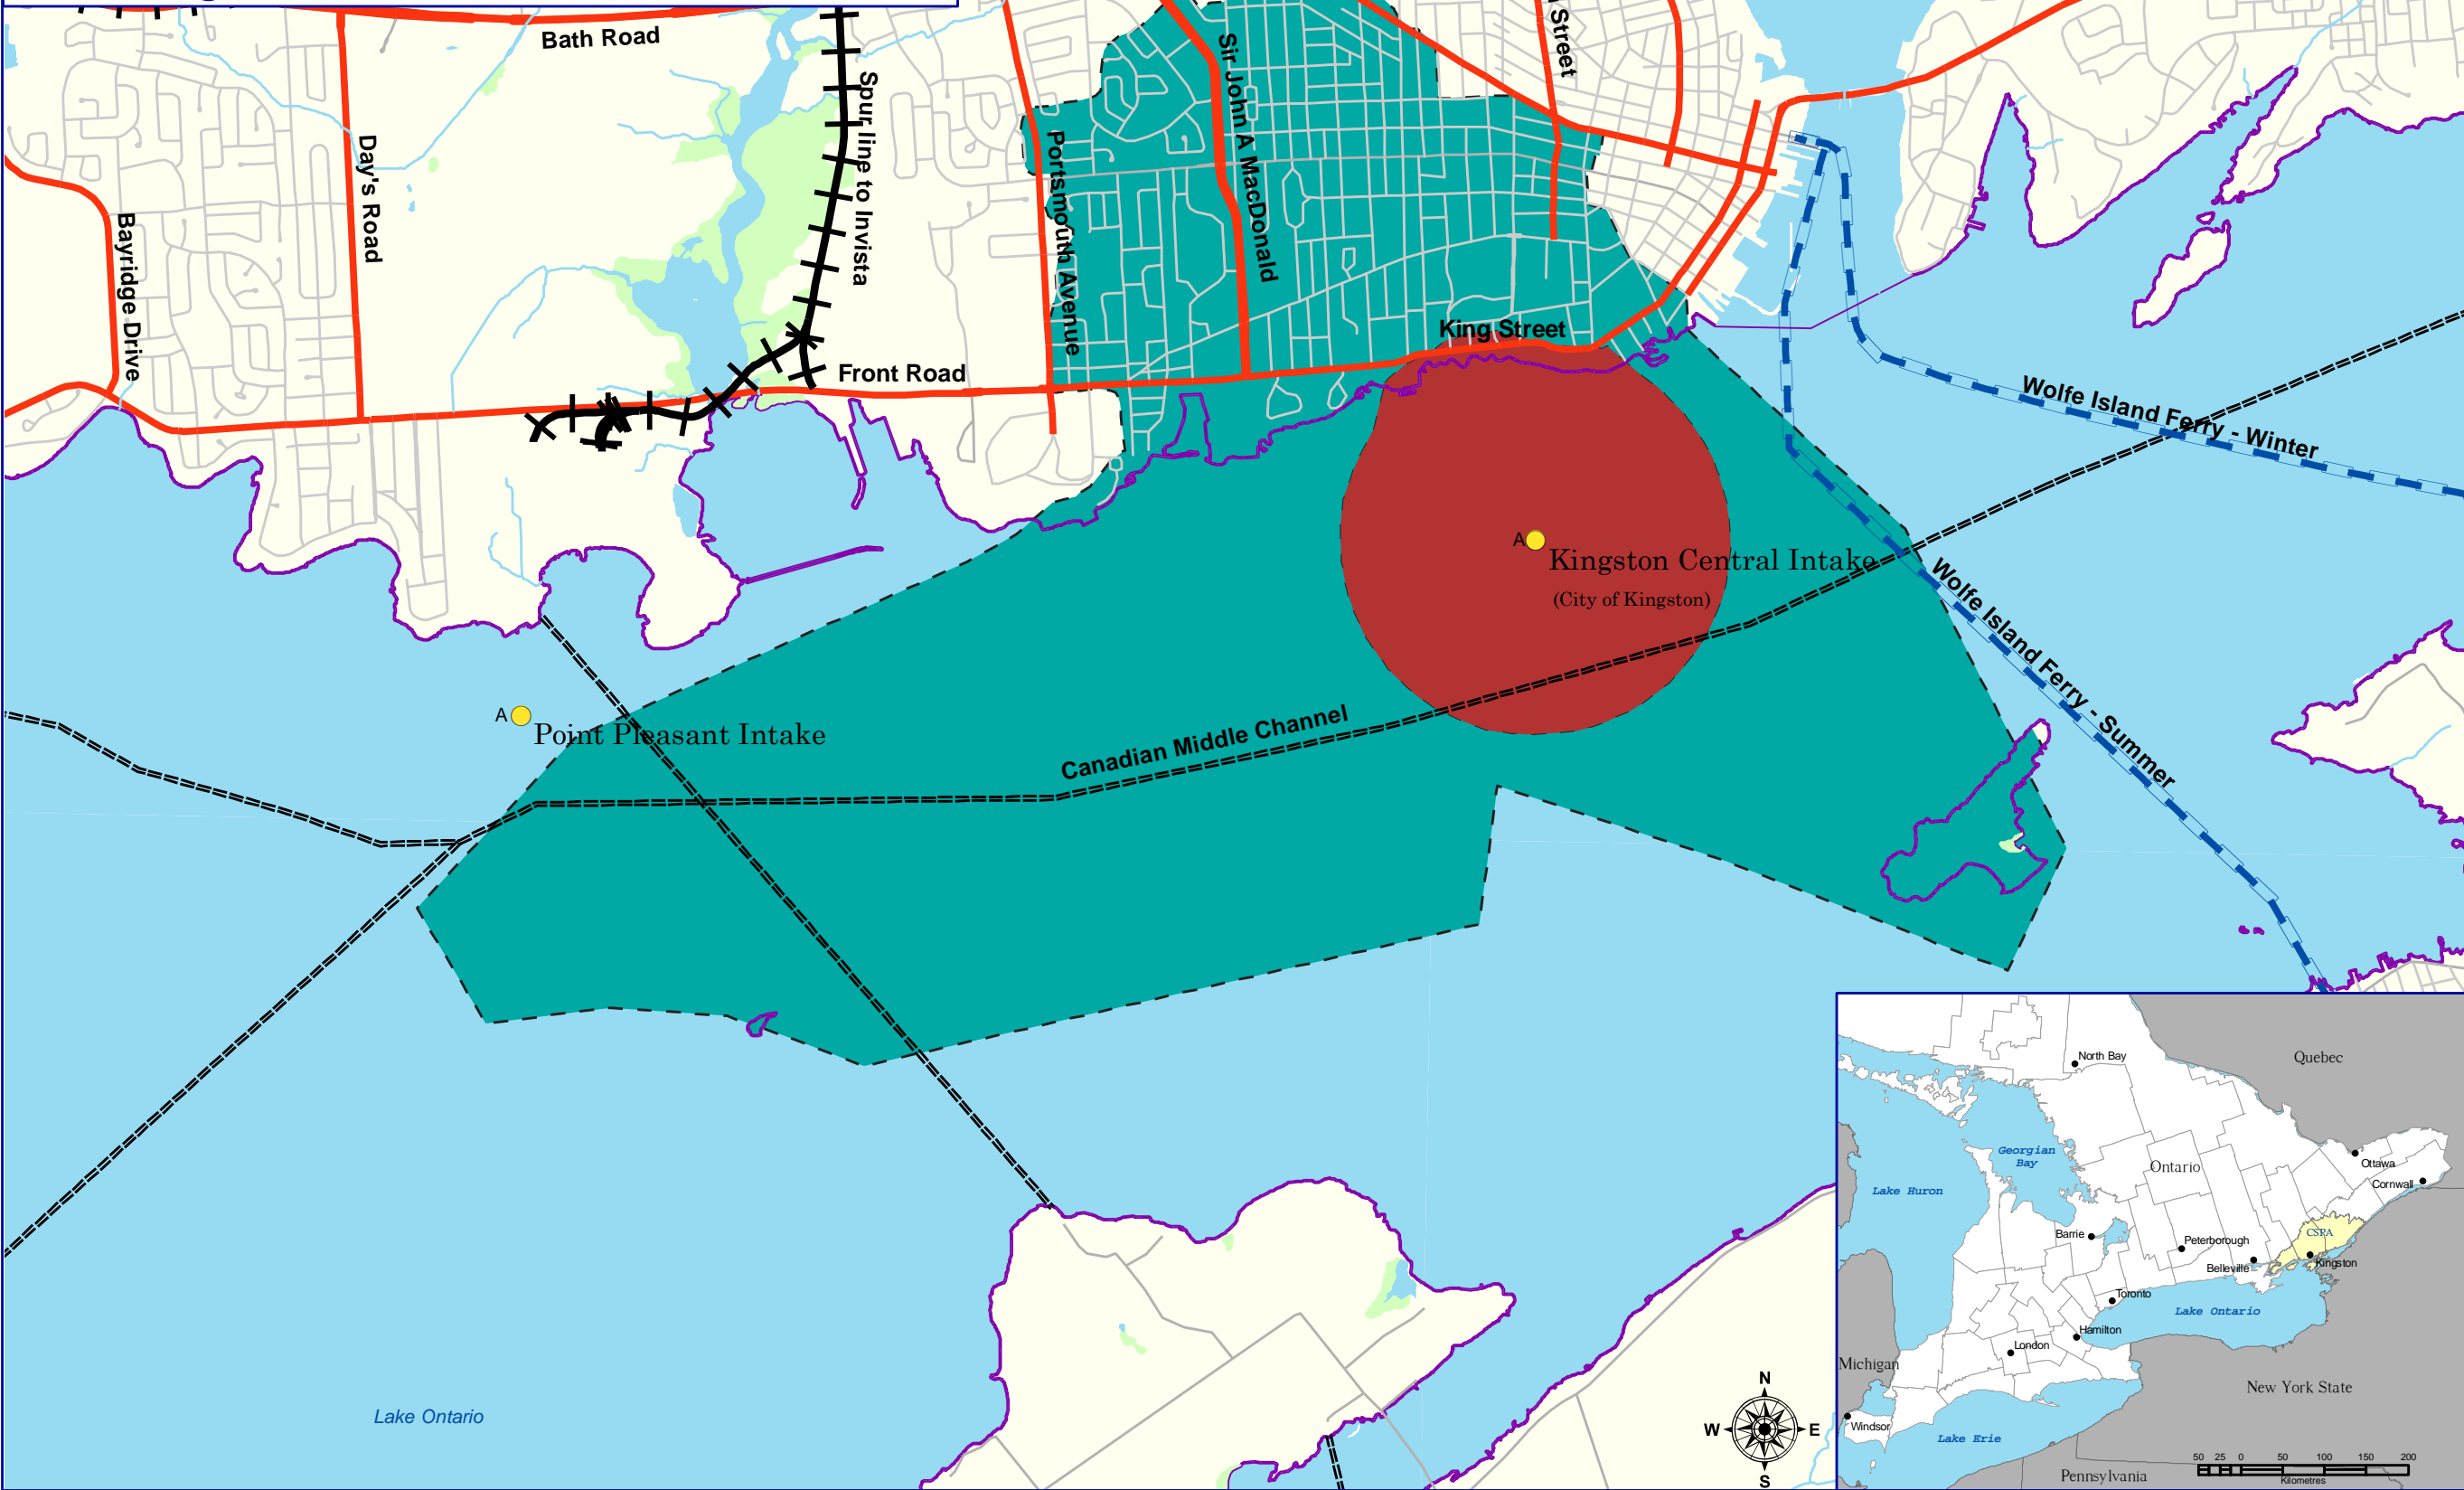 Bath Road
Spur line to Invista
Sir John A MacDonald
Street
Portsmouth Avenue
Day's Road
Bayridge Drive
King Street
Front Road
Wolfe Island Ferry - Winter
A
Kingston Central Intake
(City of Kingston)
Wolfe Island Ferry - Summer
A
Point Pleasant Intake
Canadian Middle Channel
Lake Ontario
N
W
E
S
North Bay
Quebec
Georgian
Bay
Ontario
Ottawa
Cornwall
Lake Huron
Barrie
Peterborough
CSPA
Belleville
Kingston
Toronto
Lake Ontario
Hamilton
London
Michigan
New York State
Windsor
Lake Erie
Pennsylvania
50 25 0 50 100 150 200
Kilometres